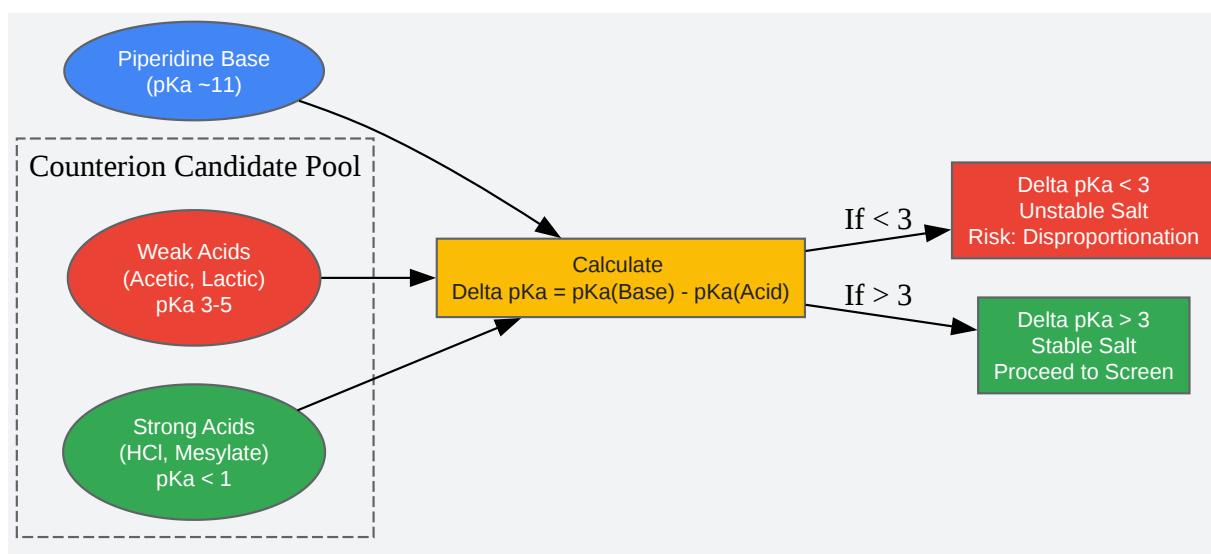 Piperidine Base
(pKa ~11)
Counterion Candidate Pool
Weak Acids
(Acetic, Lactic)
pKa 3-5
Strong Acids
(HCl, Mesylate)
pKa < 1
Calculate
Delta pKa = pKa(Base) - pKa(Acid)
If < 3
If > 3
Delta pKa < 3
Unstable Salt
Risk: Disproportionation
Delta pKa > 3
Stable Salt
Proceed to Screen